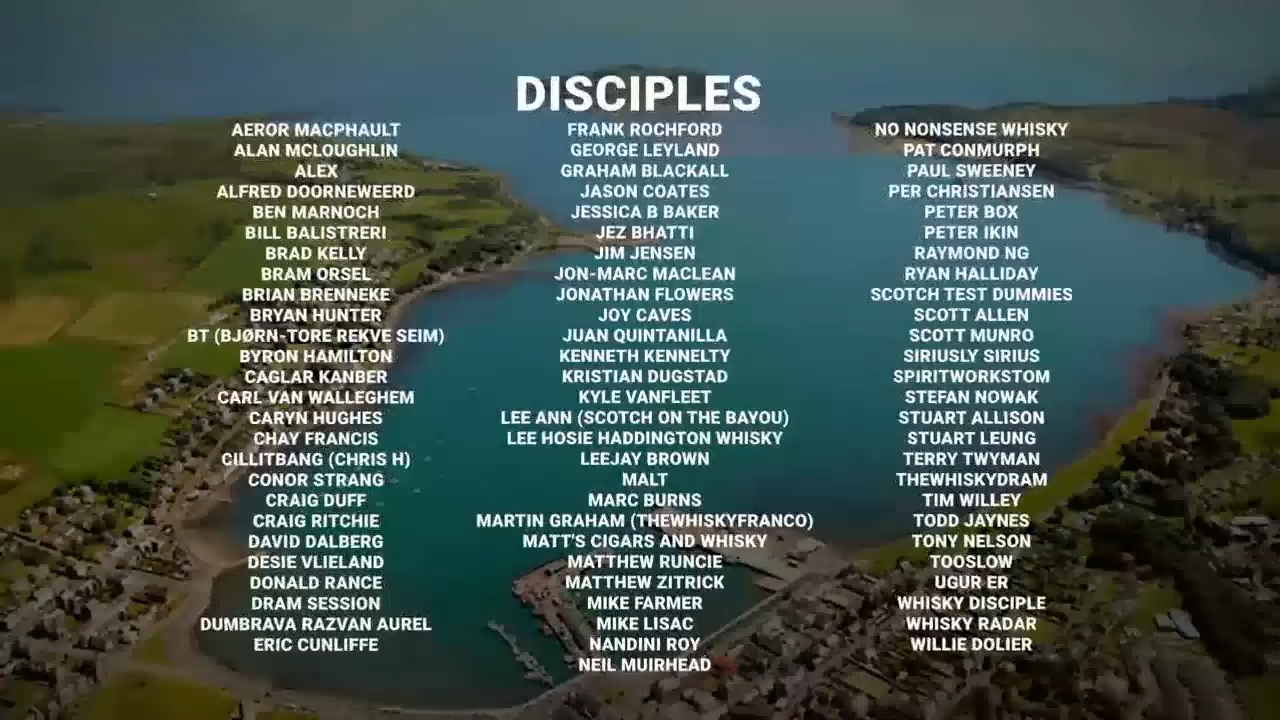 DISCIPLES
AEROR MACPHAULT
ALAN MCLOUGHLIN
ALEX
ALFRED DOORNEWEERD
BEN MARNOCH
BILL BALISTRERI
BRAD KELLY
BRAM ORSEL
BRIAN BRENNEKE
BRYAN HUNTER
BT (BJØRN-TORE REKVE SEIM)
BYRON HAMILTON
CAGLAR KANBER
CARL VAN WALLEGHEM
CARYN HUGHES
CHAY FRANCIS
CILLITBANG (CHRIS H)
CONOR STRANG
CRAIG DUFF
CRAIG RITCHIE
DAVID DALBERG
DESIE VLIELAND
DONALD RANCE
DRAM SESSION
DUMBRAVA RAZVAN AUREL
ERIC CUNLIFFE
FRANK ROCHFORD
GEORGE LEYLAND
GRAHAM BLACKALL
JASON COATES
JESSICA B BAKER
JEZ BHATTI
JIM JENSEN
JON-MARC MACLEAN
JONATHAN FLOWERS
JOY CAVES
JUAN QUINTANILLA
KENNETH KENNELTY
KRISTIAN DUGSTAD
KYLE VANFLEET
LEE ANN (SCOTCH ON THE BAYOU)
LEE HOSIE HADDINGTON WHISKY
LEEJAY BROWN
MALT
MARC BURNS
MARTIN GRAHAM (THEWHISKYFRANCO)
MATT'S CIGARS AND WHISKY
MATTHEW RUNCIE
MATTHEW ZITRICK
MIKE FARMER
MIKE LISAC
NANDINI ROY
NEIL MUIRHEAD
NO NONSENSE WHISKY
PAT CONMURPH
PAUL SWEENEY
PER CHRISTIANSEN
PETER BOX
PETER IKIN
RAYMOND NG
RYAN HALLIDAY
SCOTCH TEST DUMMIES
SCOTT ALLEN
SCOTT MUNRO
SIRIUSLY SIRIUS
SPIRITWORKSTOM
STEFAN NOWAK
STUART ALLISON
STUART LEUNG
TERRY TWYMAN
THEWHISKYDRAM
TIM WILLEY
TODD JAYNES
TONY NELSON
TOOSLOW
UGUR ER
WHISKY DISCIPLE
WHISKY RADAR
WILLIE DOLIER